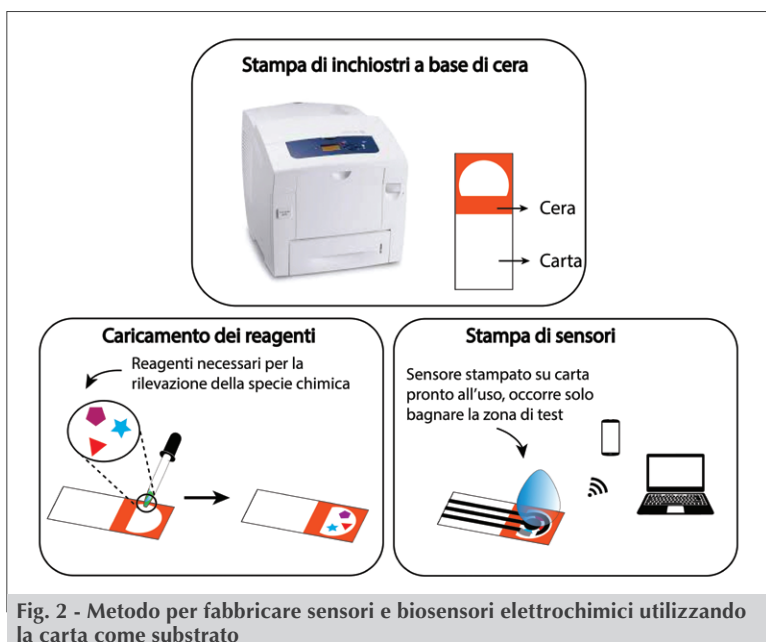 Stampa di inchiostri a base di cera
Cera
Carta
Caricamento dei reagenti
Reagenti necessari per la
rilevazione della specie chimica
Stampa di sensori
Sensore stampato su carta
pronto all'uso, occorre solo
bagnare la zona di test
Fig. 2 - Metodo per fabbricare sensori e biosensori elettrochimici utilizzando
la carta come substrato